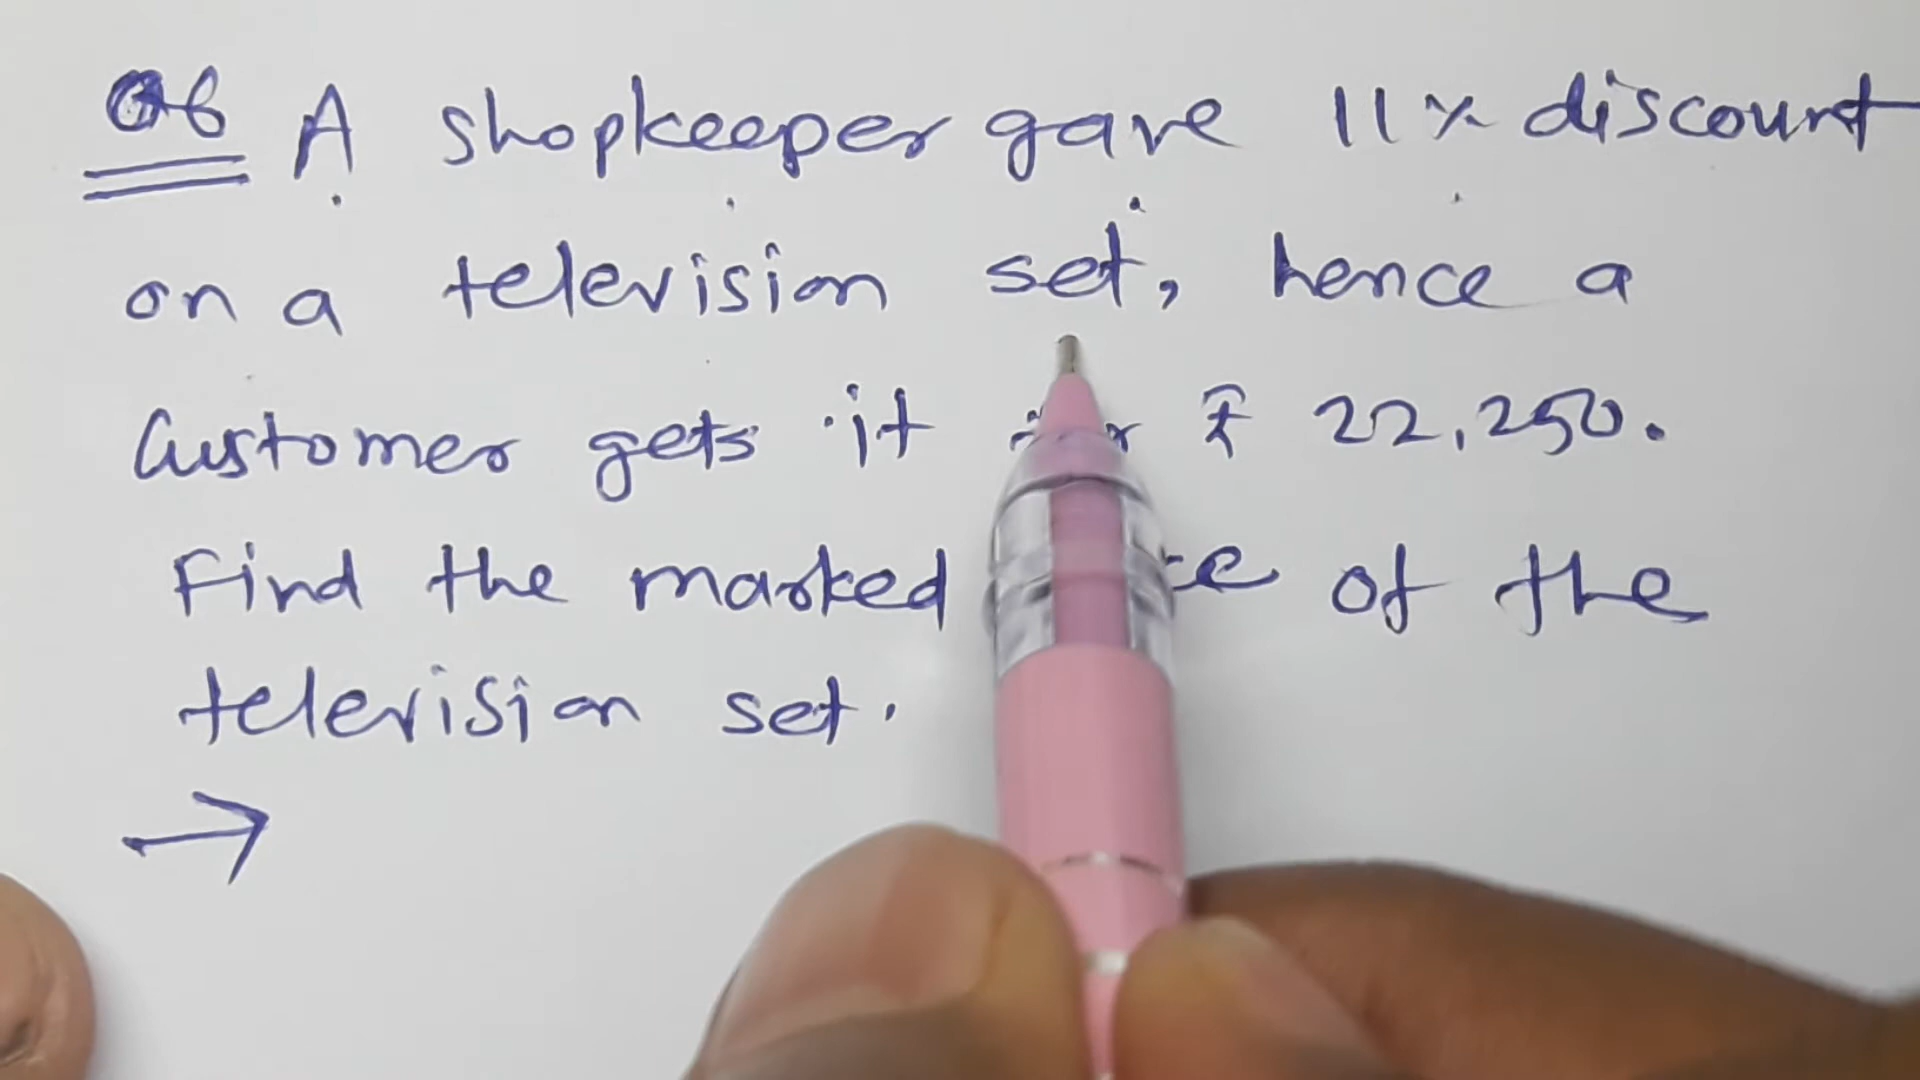 Q6 A shopkeeper gave 11% discount
on a television set, hence a
Customer gets it ₹ 22,250.
Find the marked of the
television set.
→